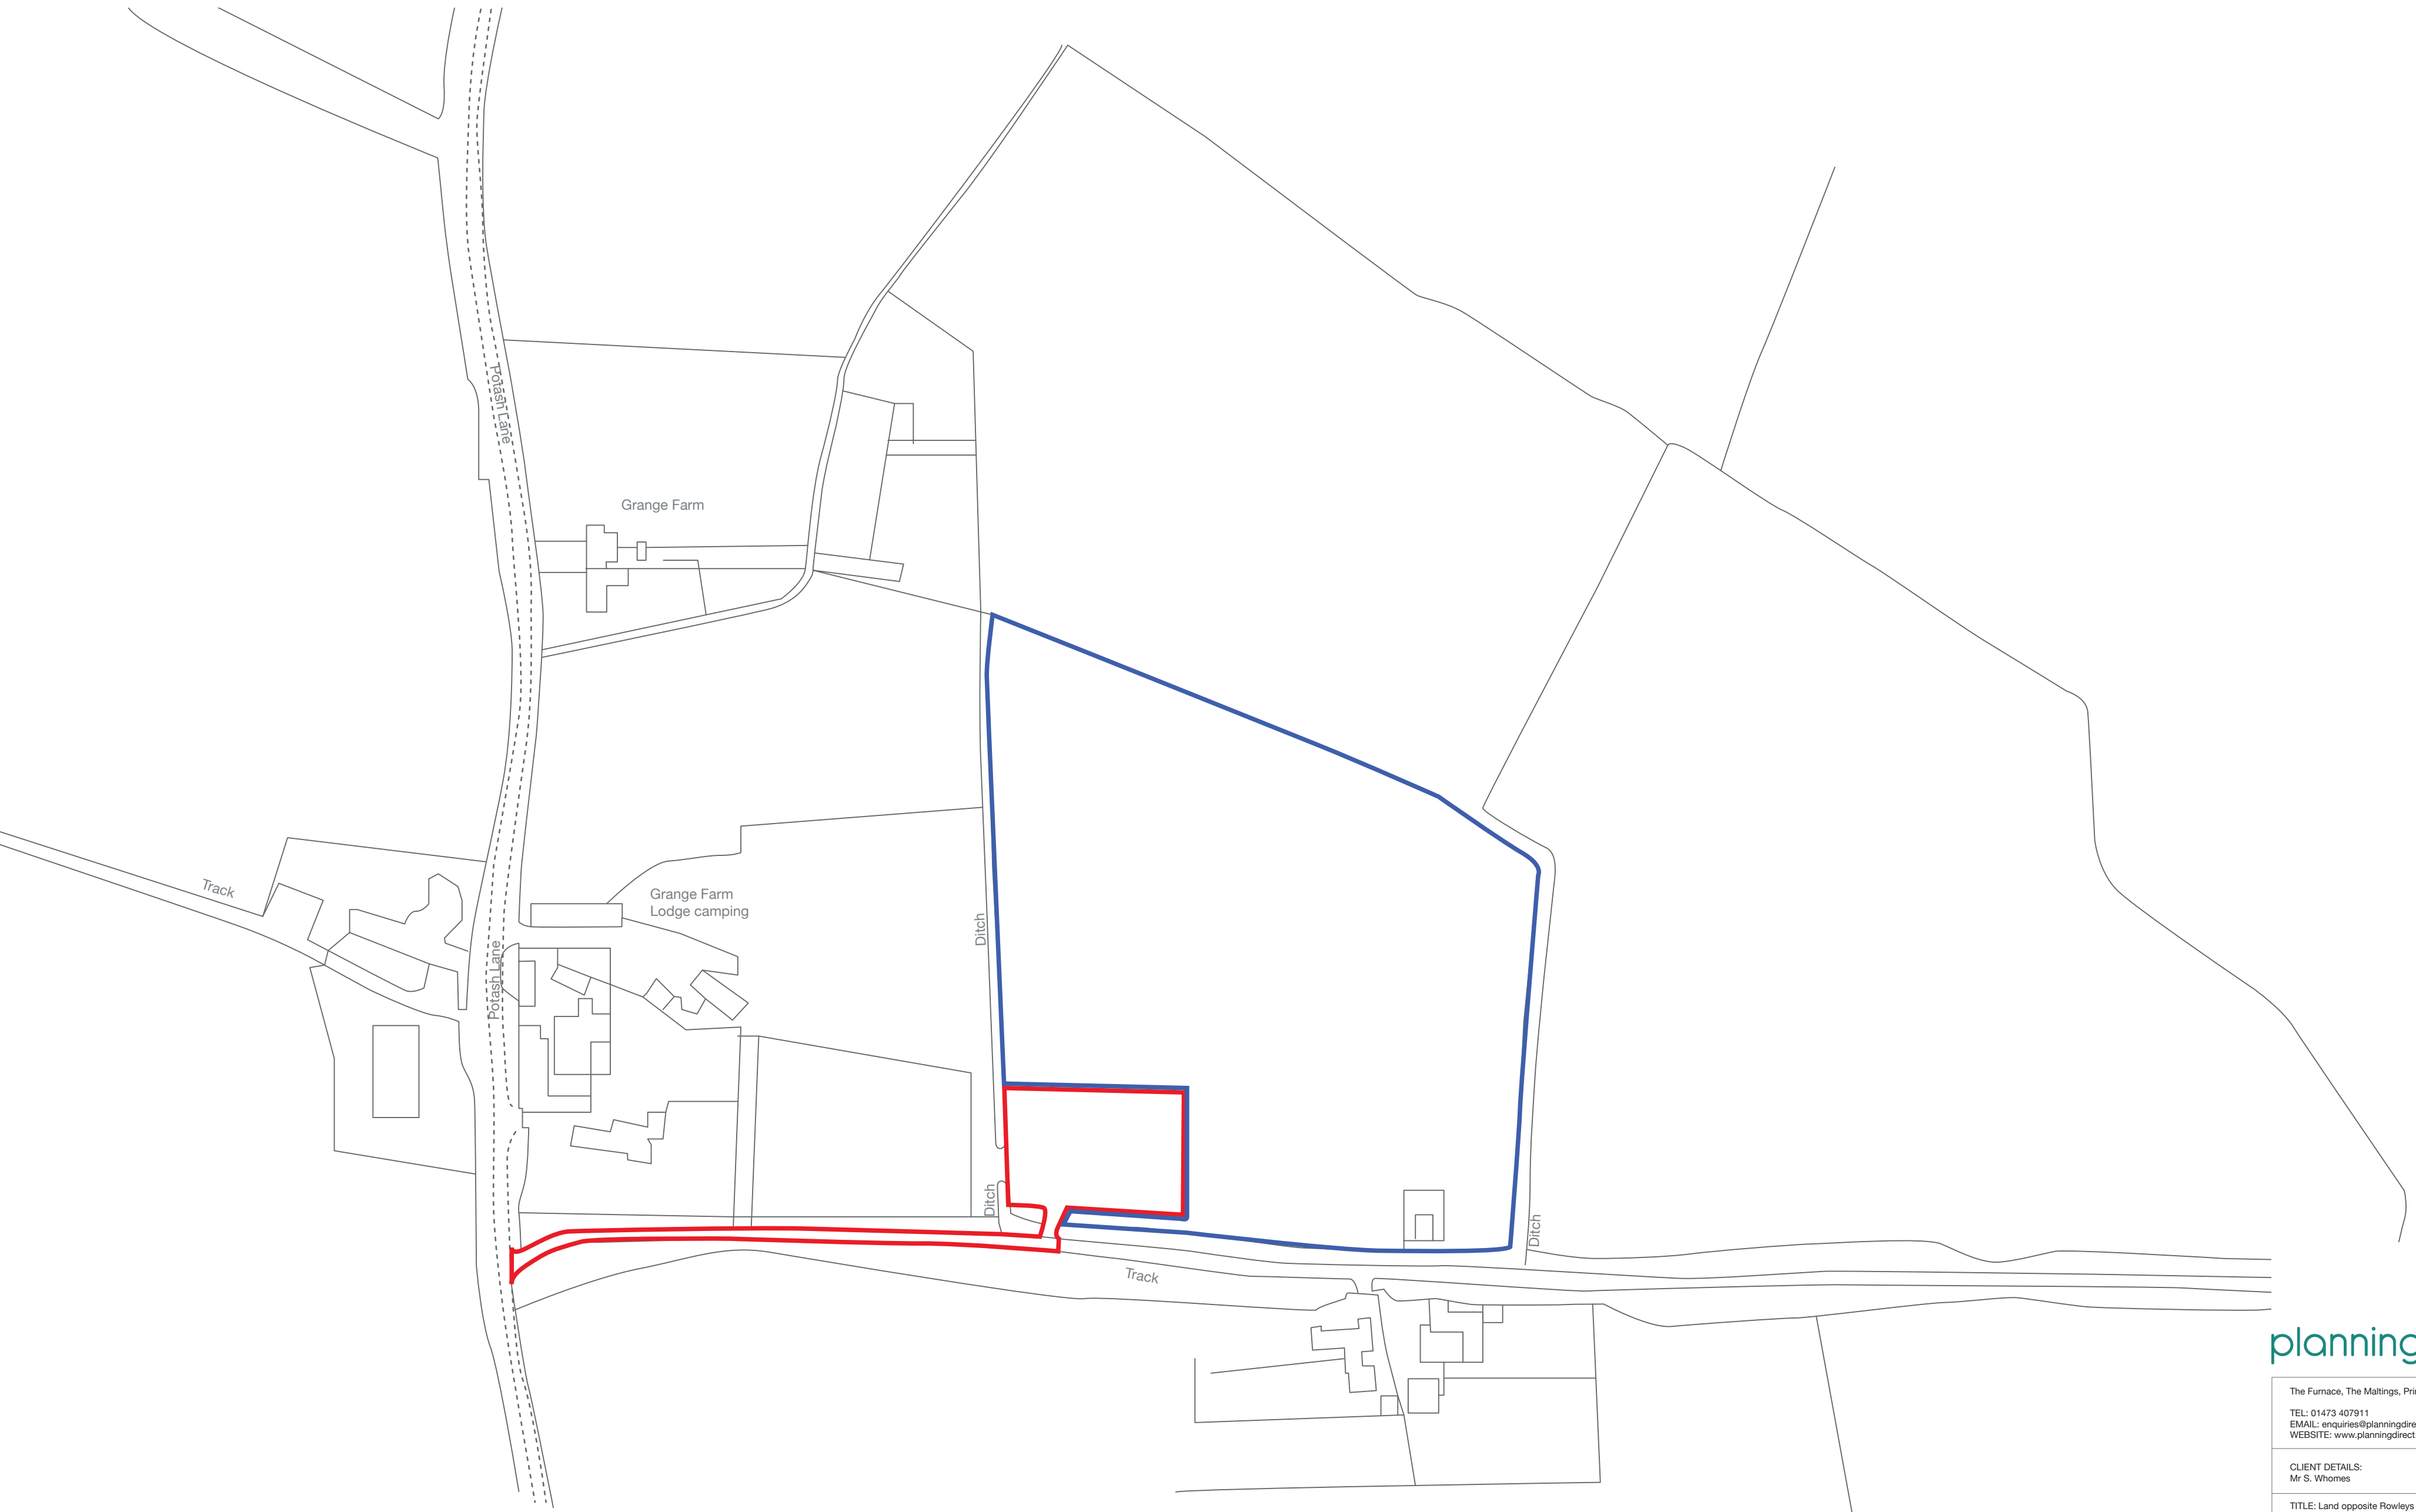 Potash Lane
Grange Farm
Track
Grange Farm
Lodge camping
Ditch
Potash Lane
Ditch
Ditch
Track
planning
The Furnace, The Maltings,
TEL: 01473 407911
EMAIL: enquiries@planningdire
WEBSITE: www.planningdirect
CLIENT DETAILS:
Mr S. Whomes
TITLE: Land opposite Rowleys